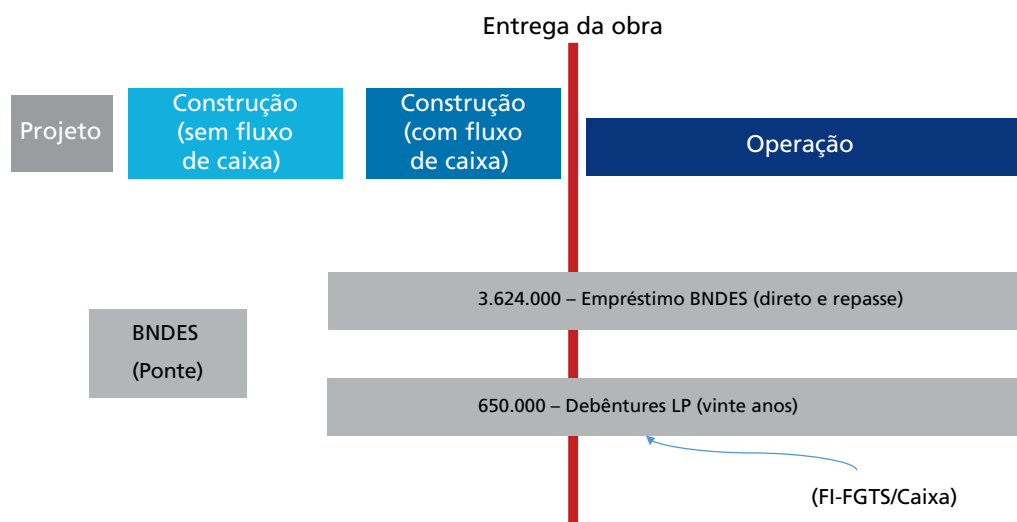 Entrega da obra
Projeto
Construção
(sem fluxo
de caixa)
Construção
(com fluxo
de caixa)
Operação
3.624.000 – Empréstimo BNDES (direto e repasse)
BNDES
(Ponte)
650.000 – Debêntures LP (vinte anos)
(FI-FGTS/Caixa)